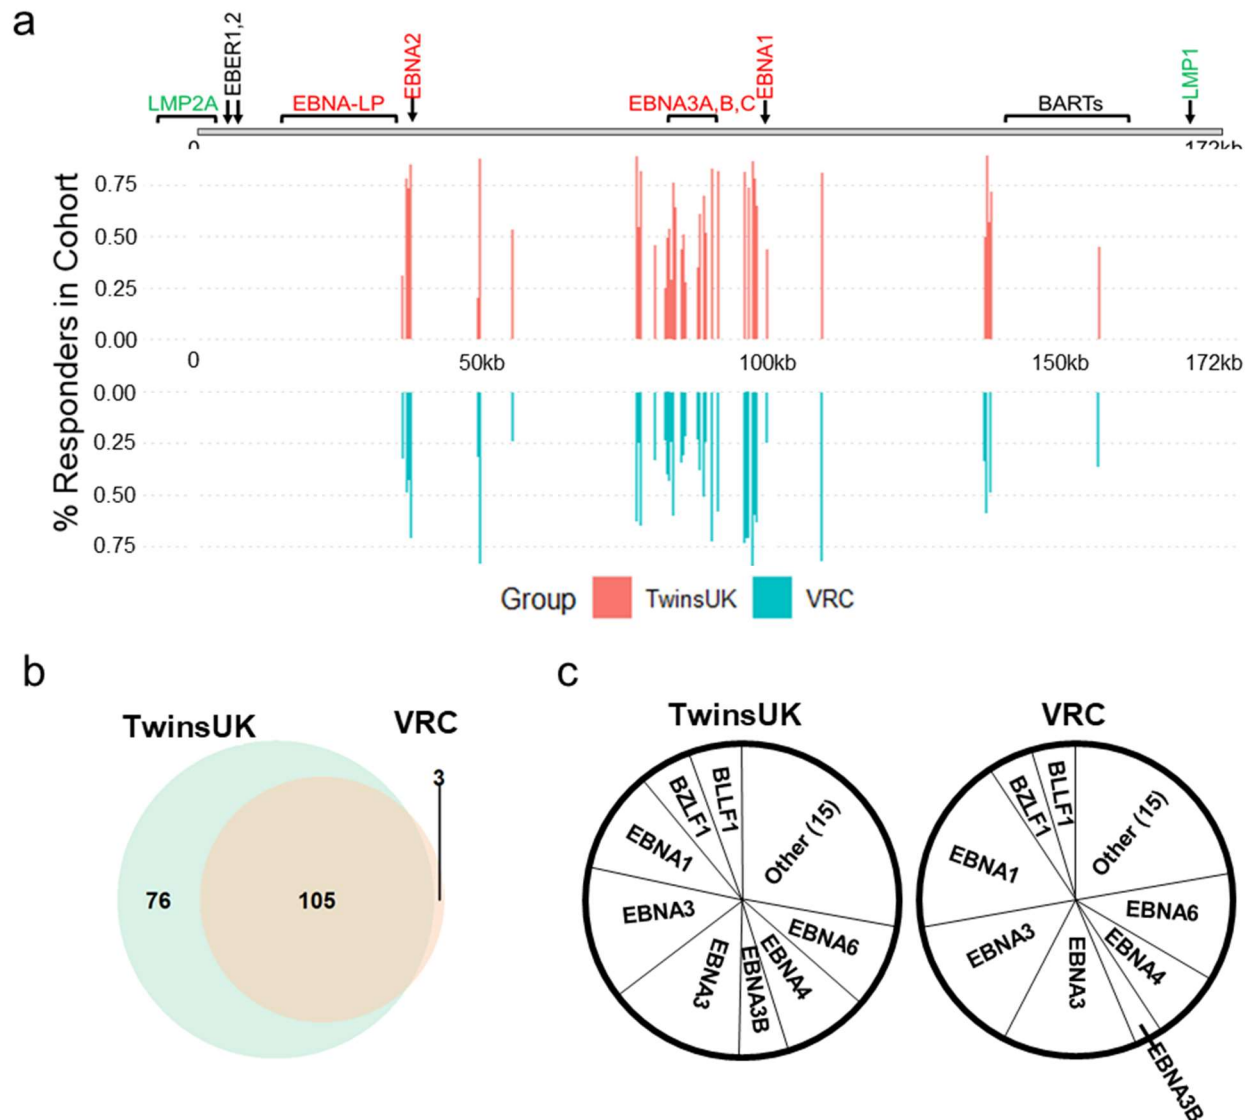 a
LMP2A
EBER1,2
EBNA-LP
EBNA2
EBNA3A,B,C
EBNA1
BARTs
LMP1
0
172kb
% Responders in Cohort
0.75
0.50
0.25
0.00
0 50kb 100kb 150kb 172kb
0.00
0.25
0.50
0.75
Group TwinsUK VRC
b
TwinsUK VRC
3
76 105
c
TwinsUK
BZLF1
BLLF1
Other (15)
EBNA1
EBNA3
EBNA6
EBNA3
EBNA3B
EBNA4
VRC
BZLF1
BLLF1
Other (15)
EBNA1
EBNA6
EBNA3
EBNA3
EBNA4
EBNA3B